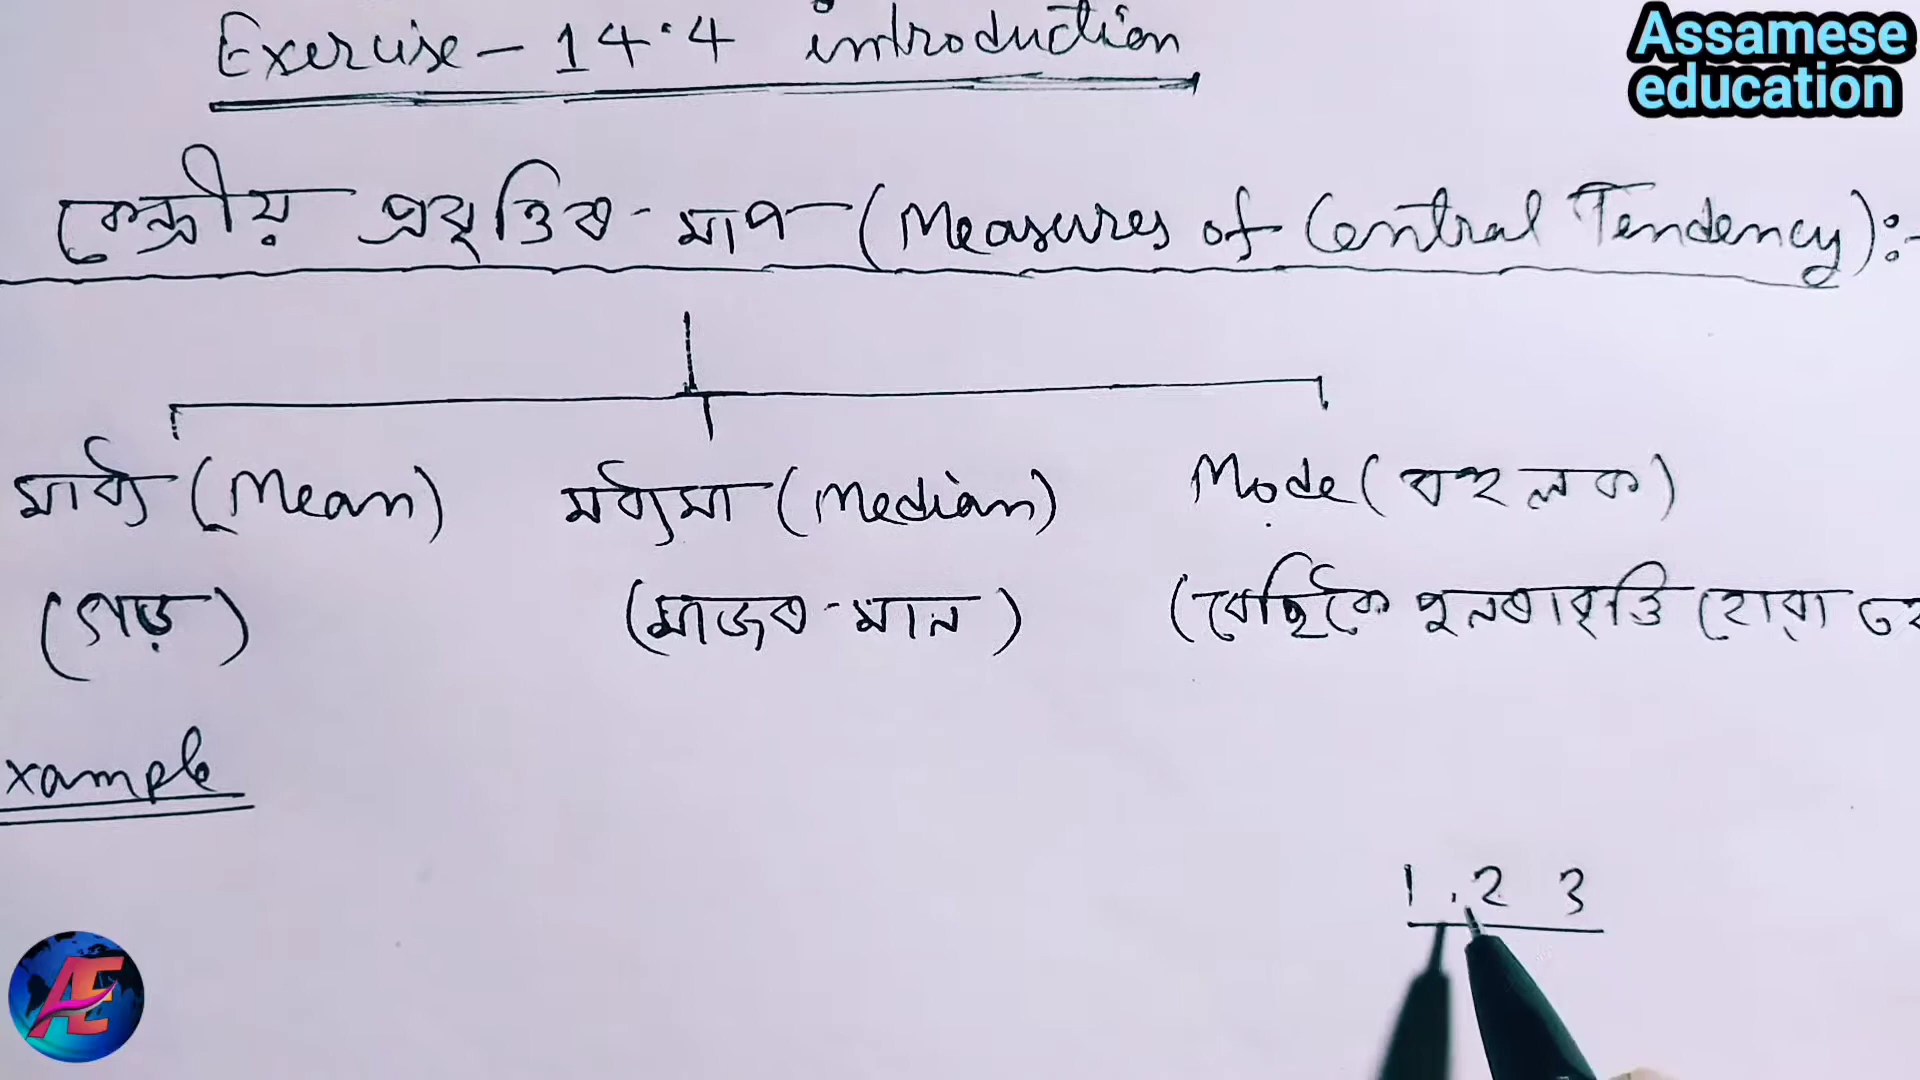 Exercise - 14.4 introduction
Assamese
education
কেন্দ্ৰীয় প্ৰবৃত্তিৰ - মাপ (Measures of Central Tendency):-
মাধ্য (Mean) মধ্যমা (Median) Mode (বহুলক)
(গড়) (মাজৰ - মান) (বেছিকৈ পুনৰাবৃত্তি হোৱা
xample
1, 2 3
AE